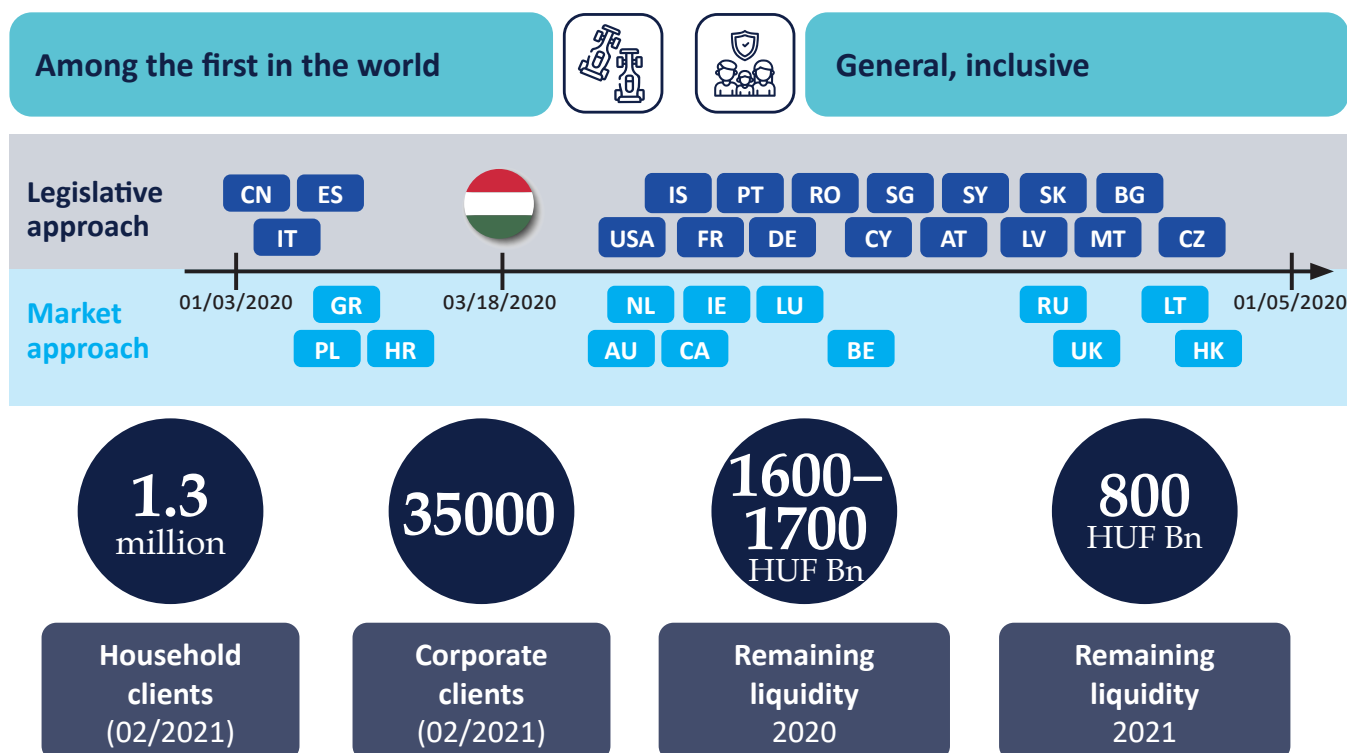 Among the first in the world
General, inclusive
Legislative
approach
CN ES
IT
IS PT RO SG SY SK BG
USA FR DE CY AT LV MT CZ
01/03/2020 03/18/2020 01/05/2020
Market
approach
GR NL IE LU RU LT
PL HR AU CA BE UK HK
1.3
million
35000
1600–
1700
HUF Bn
800
HUF Bn
Household
clients
(02/2021)
Corporate
clients
(02/2021)
Remaining
liquidity
2020
Remaining
liquidity
2021